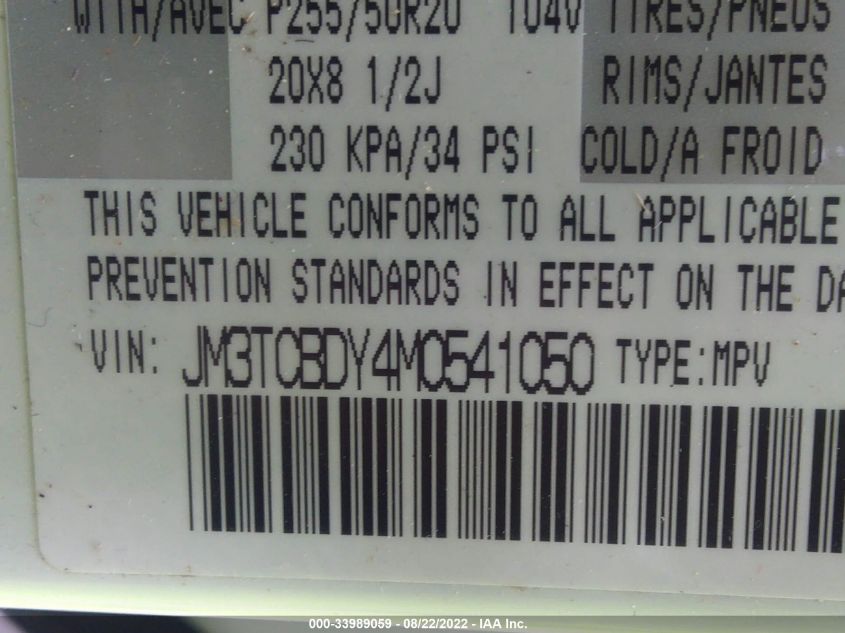 WITH/AVEC P255/50R20 104V TIRES/PNEUS
20X8 1/2J RIMS/JANTES
230 KPA/34 PSI COLD/A FROID
THIS VEHICLE CONFORMS TO ALL APPLICABLE
PREVENTION STANDARDS IN EFFECT ON THE DA
VIN: JM3TCBDY4M0541050 TYPE:MPV
000-33989059 - 08/22/2022 - IAA Inc.